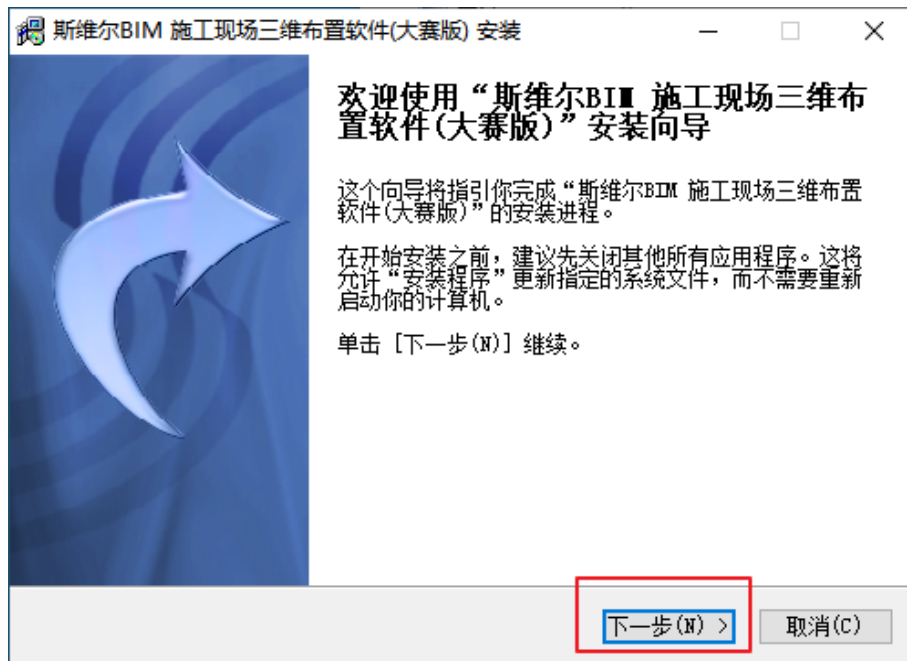 斯维尔BIM 施工现场三维布置软件(大赛版) 安装
欢迎使用“斯维尔BIM 施工现场三维布
置软件(大赛版)”安装向导
这个向导将指引你完成“斯维尔BIM 施工现场三维布置
软件(大赛版)”的安装进程。
在开始安装之前，建议先关闭其他所有应用程序。这将
允许“安装程序”更新指定的系统文件，而不需要重新
启动你的计算机。
单击 [下一步(N)] 继续。
下一步(N) >
取消(C)